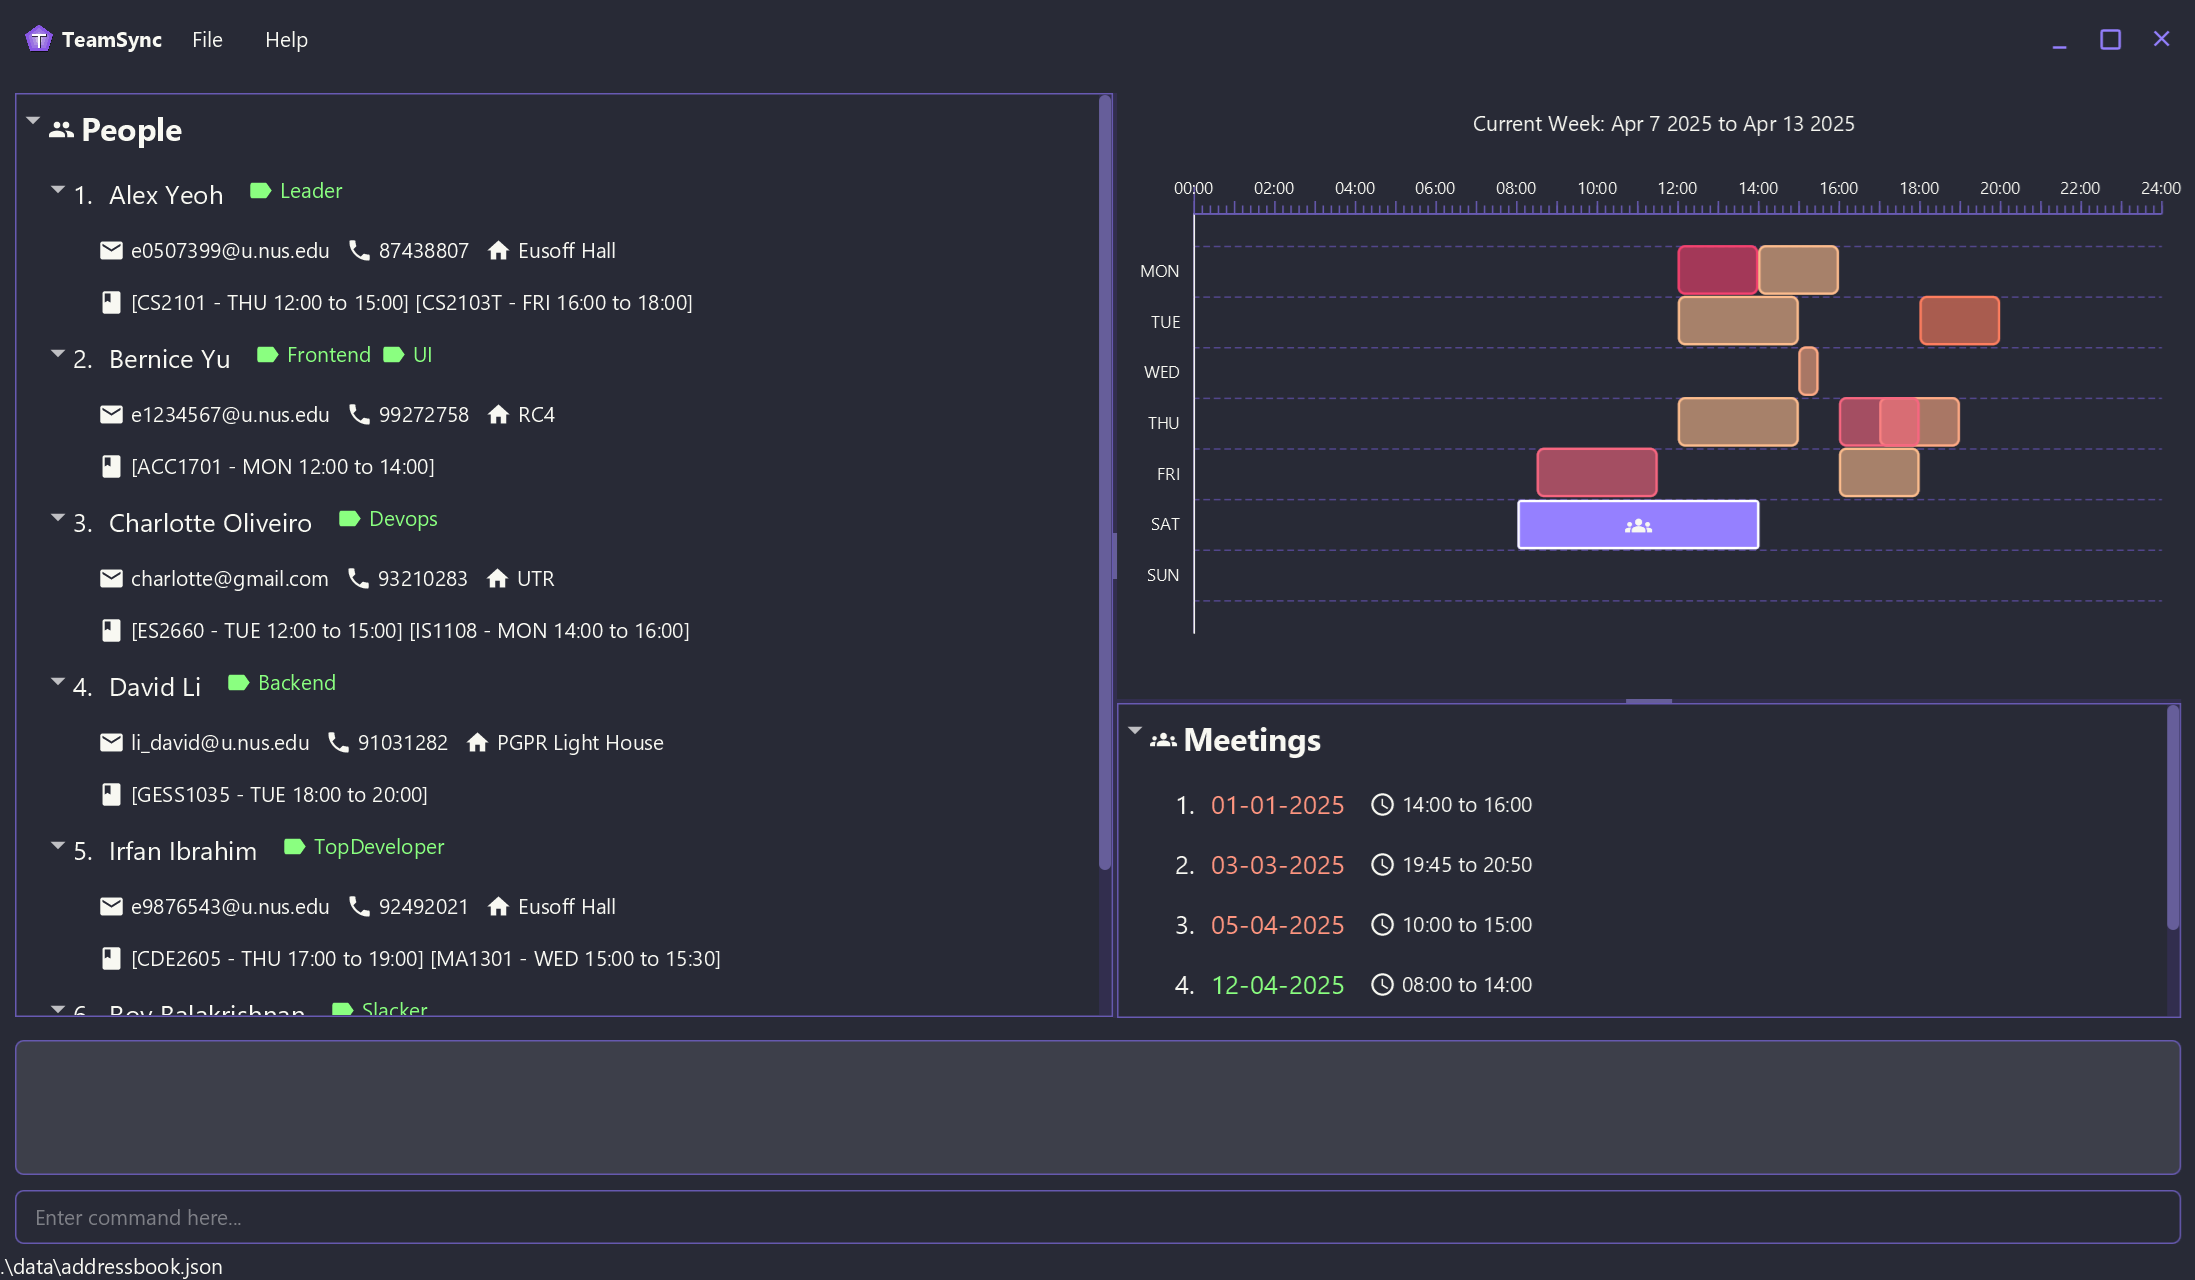 TeamSync File Help
People
1. Alex Yeoh Leader
e0507399@u.nus.edu 87438807 Eusoff Hall
[CS2101 - THU 12:00 to 15:00] [CS2103T - FRI 16:00 to 18:00]
2. Bernice Yu Frontend UI
e1234567@u.nus.edu 99272758 RC4
[ACC1701 - MON 12:00 to 14:00]
3. Charlotte Oliveiro Devops
charlotte@gmail.com 93210283 UTR
[ES2660 - TUE 12:00 to 15:00] [IS1108 - MON 14:00 to 16:00]
4. David Li Backend
li_david@u.nus.edu 91031282 PGPR Light House
[GESS1035 - TUE 18:00 to 20:00]
5. Irfan Ibrahim TopDeveloper
e9876543@u.nus.edu 92492021 Eusoff Hall
[CDE2605 - THU 17:00 to 19:00] [MA1301 - WED 15:00 to 15:30]
6. Roy Balakrishnan Slacker
Current Week: Apr 7 2025 to Apr 13 2025
00:00 02:00 04:00 06:00 08:00 10:00 12:00 14:00 16:00 18:00 20:00 22:00 24:00
MON
TUE
WED
THU
FRI
SAT
SUN
Meetings
1. 01-01-2025 14:00 to 16:00
2. 03-03-2025 19:45 to 20:50
3. 05-04-2025 10:00 to 15:00
4. 12-04-2025 08:00 to 14:00
Enter command here...
.\data\addressbook.json